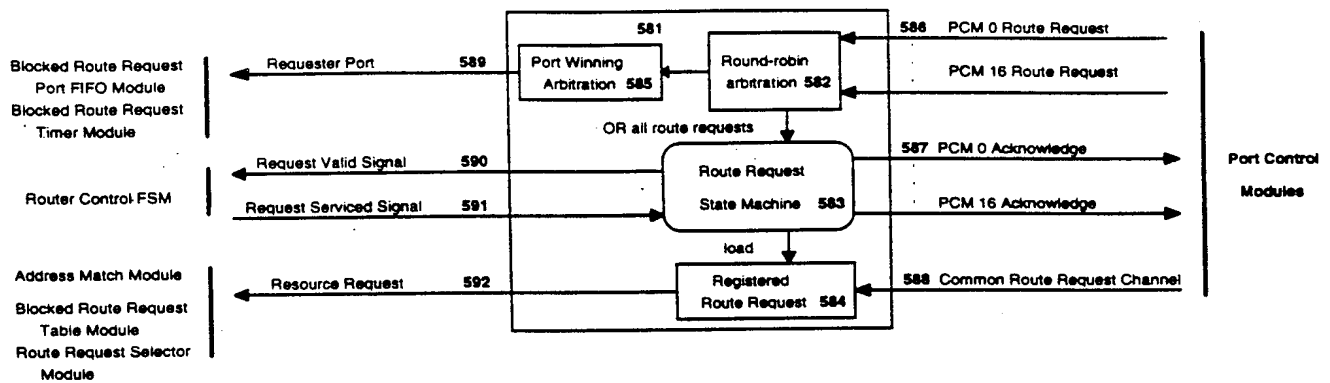 581
586 PCM 0 Route Request
Blocked Route Request
Port FIFO Module
Blocked Route Request
Timer Module
Requester Port 589
Port Winning
Arbitration 585
Round-robin
arbitration 582
PCM 16 Route Request
OR all route requests
Request Valid Signal 590
Router Control FSM
Request Serviced Signal 591
Route Request
State Machine 583
587 PCM 0 Acknowledge
PCM 16 Acknowledge
Port Control
Modules
load
Address Match Module
Blocked Route Request
Table Module
Route Request Selector
Module
Resource Request 592
Registered
Route Request 584
588 Common Route Request Channel